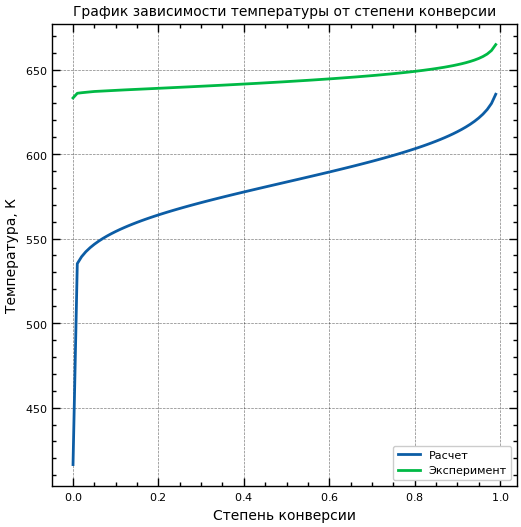 График зависимости температуры от степени конверсии
650
600
550
500
450
Температура, К
0.0 0.2 0.4 0.6 0.8 1.0
Степень конверсии
Расчет
Эксперимент